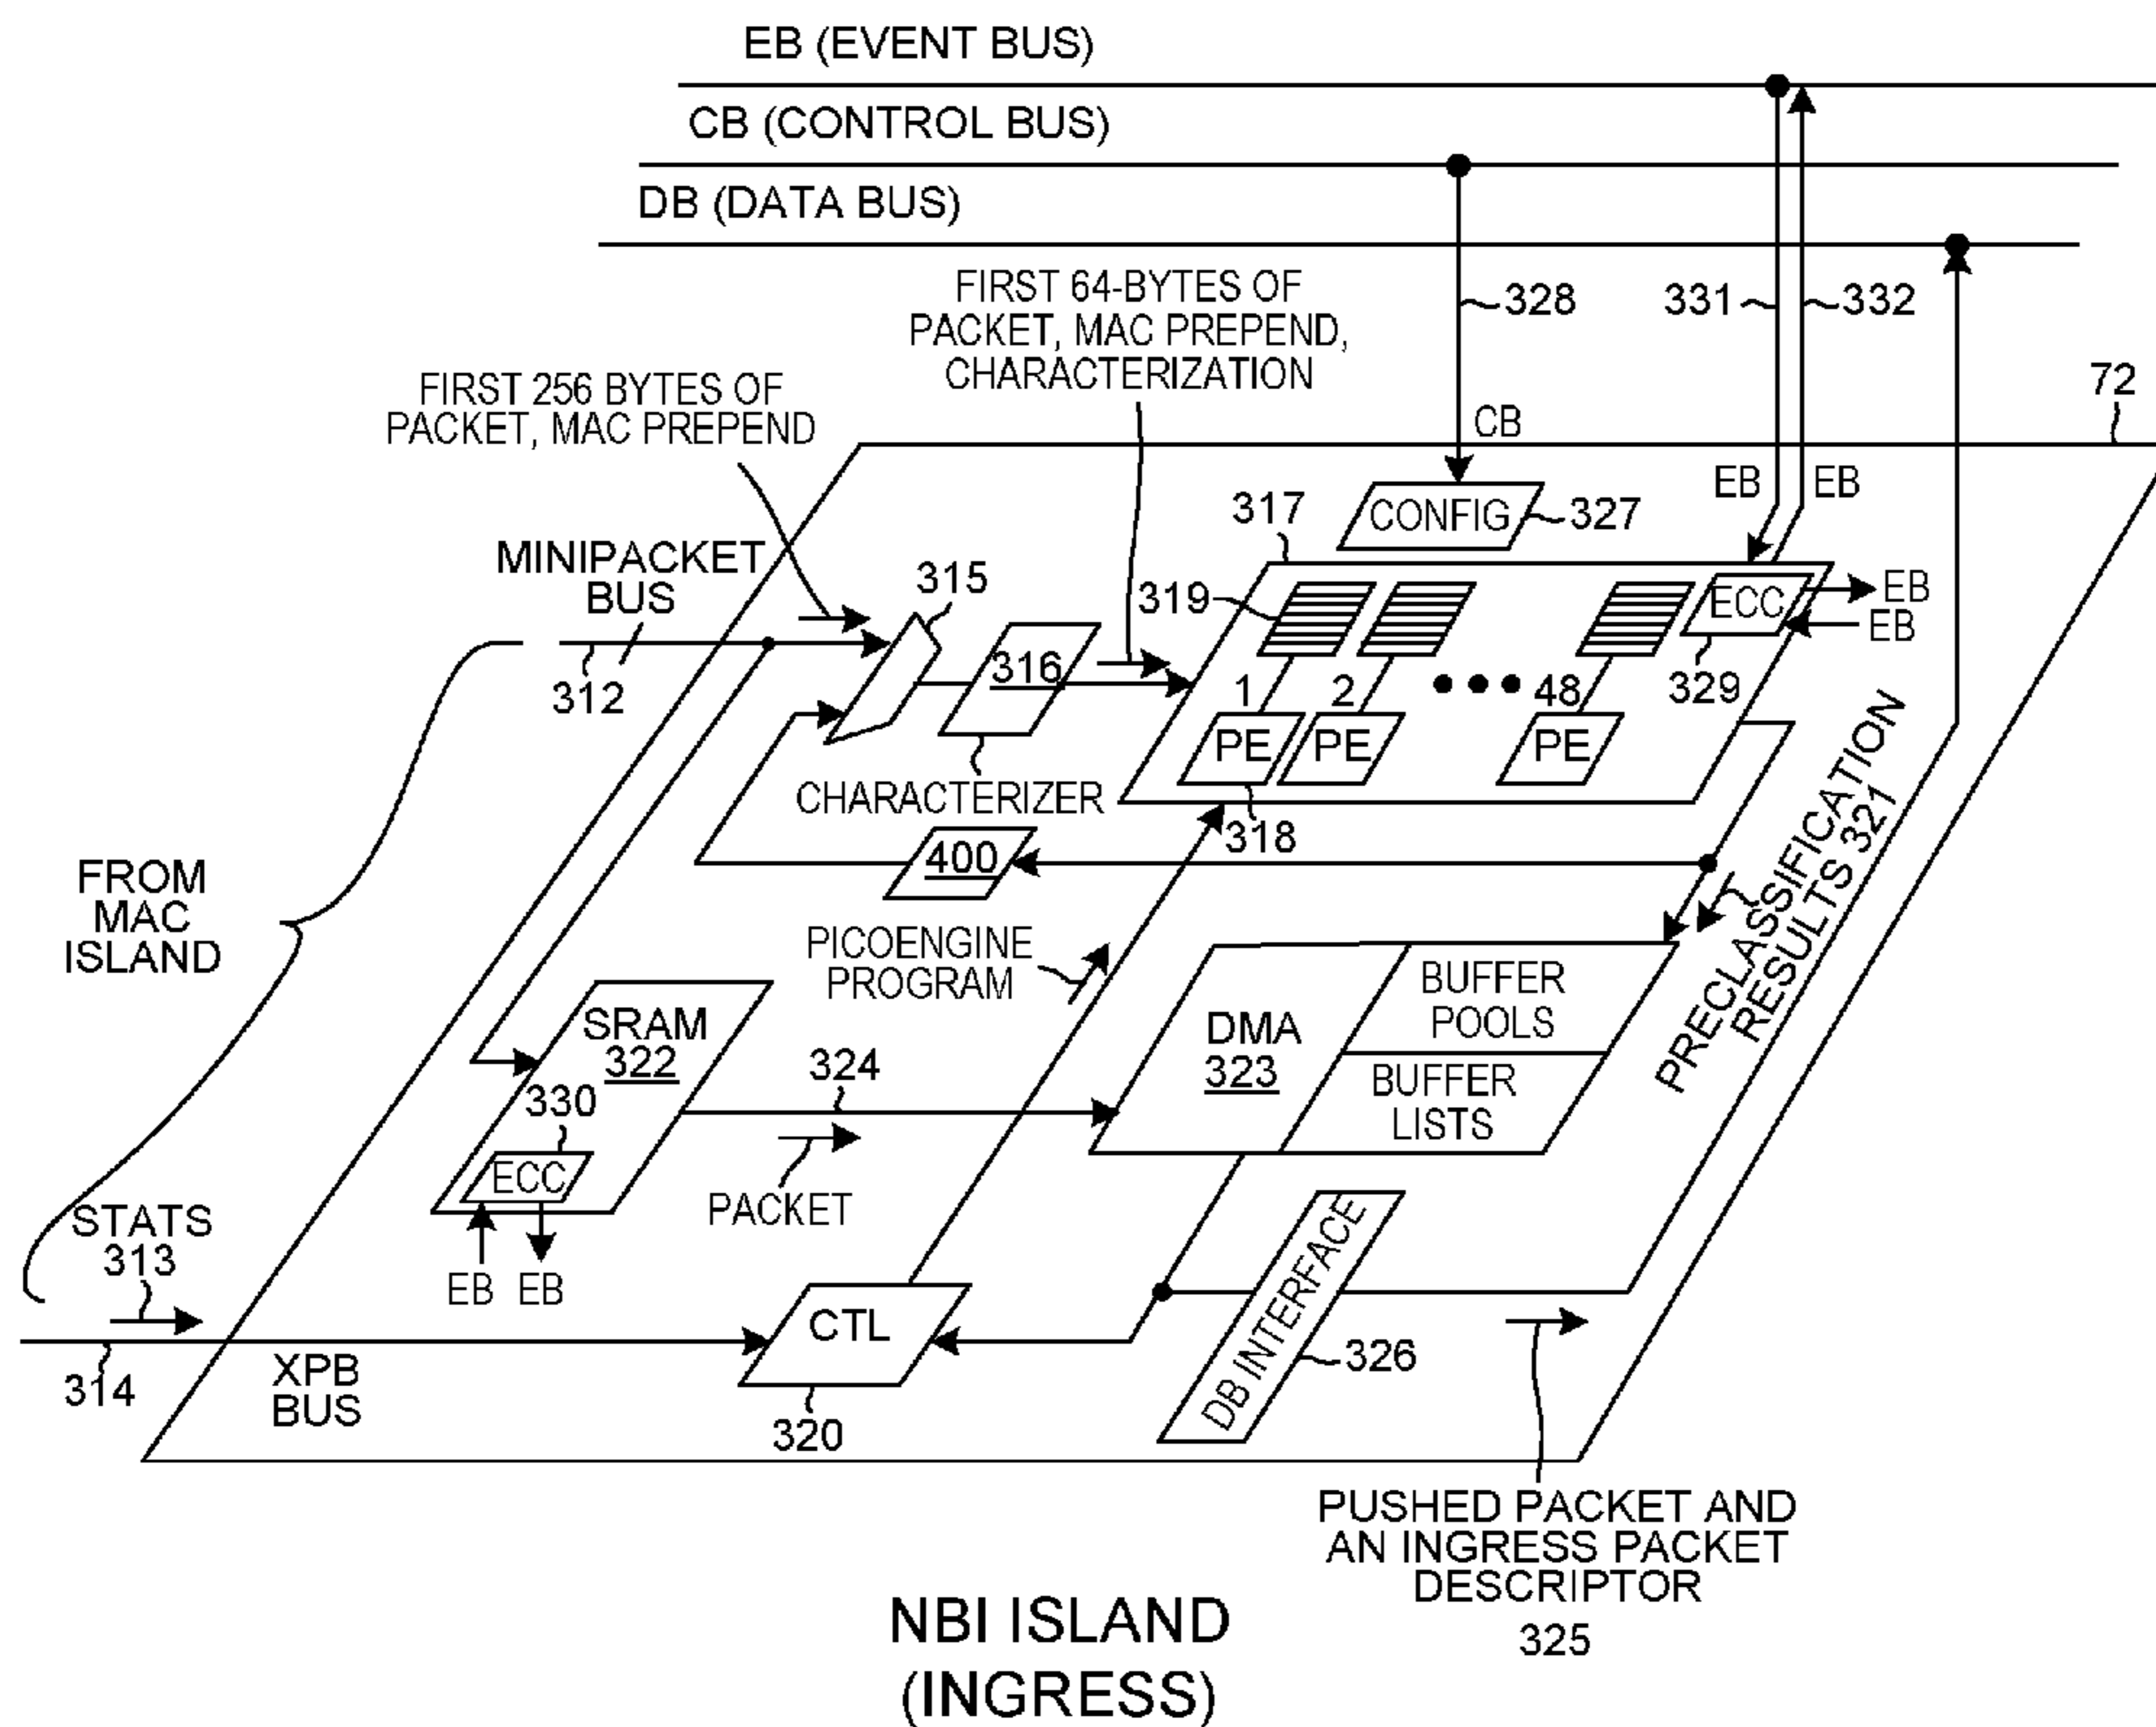 EB (EVENT BUS)
CB (CONTROL BUS)
DB (DATA BUS)
FIRST 64-BYTES OF
PACKET, MAC PREPEND,
CHARACTERIZATION
328
331
332
FIRST 256 BYTES OF
PACKET, MAC PREPEND
72
CB
EB
EB
317
CONFIG
327
MINIPACKET
BUS
315
319
ECC
EB
EB
312
316
1
2
48
329
PE
PE
PE
CHARACTERIZER
318
400
PRECLASSIFICATION
RESULTS 321
FROM
MAC
ISLAND
PICOENGINE
PROGRAM
BUFFER
POOLS
SRAM
322
DMA
323
324
330
BUFFER
LISTS
ECC
PACKET
STATS
313
EB
EB
CTL
DB INTERFACE
326
314
XPB
BUS
320
PUSHED PACKET AND
AN INGRESS PACKET
DESCRIPTOR
325
NBI ISLAND
(INGRESS)